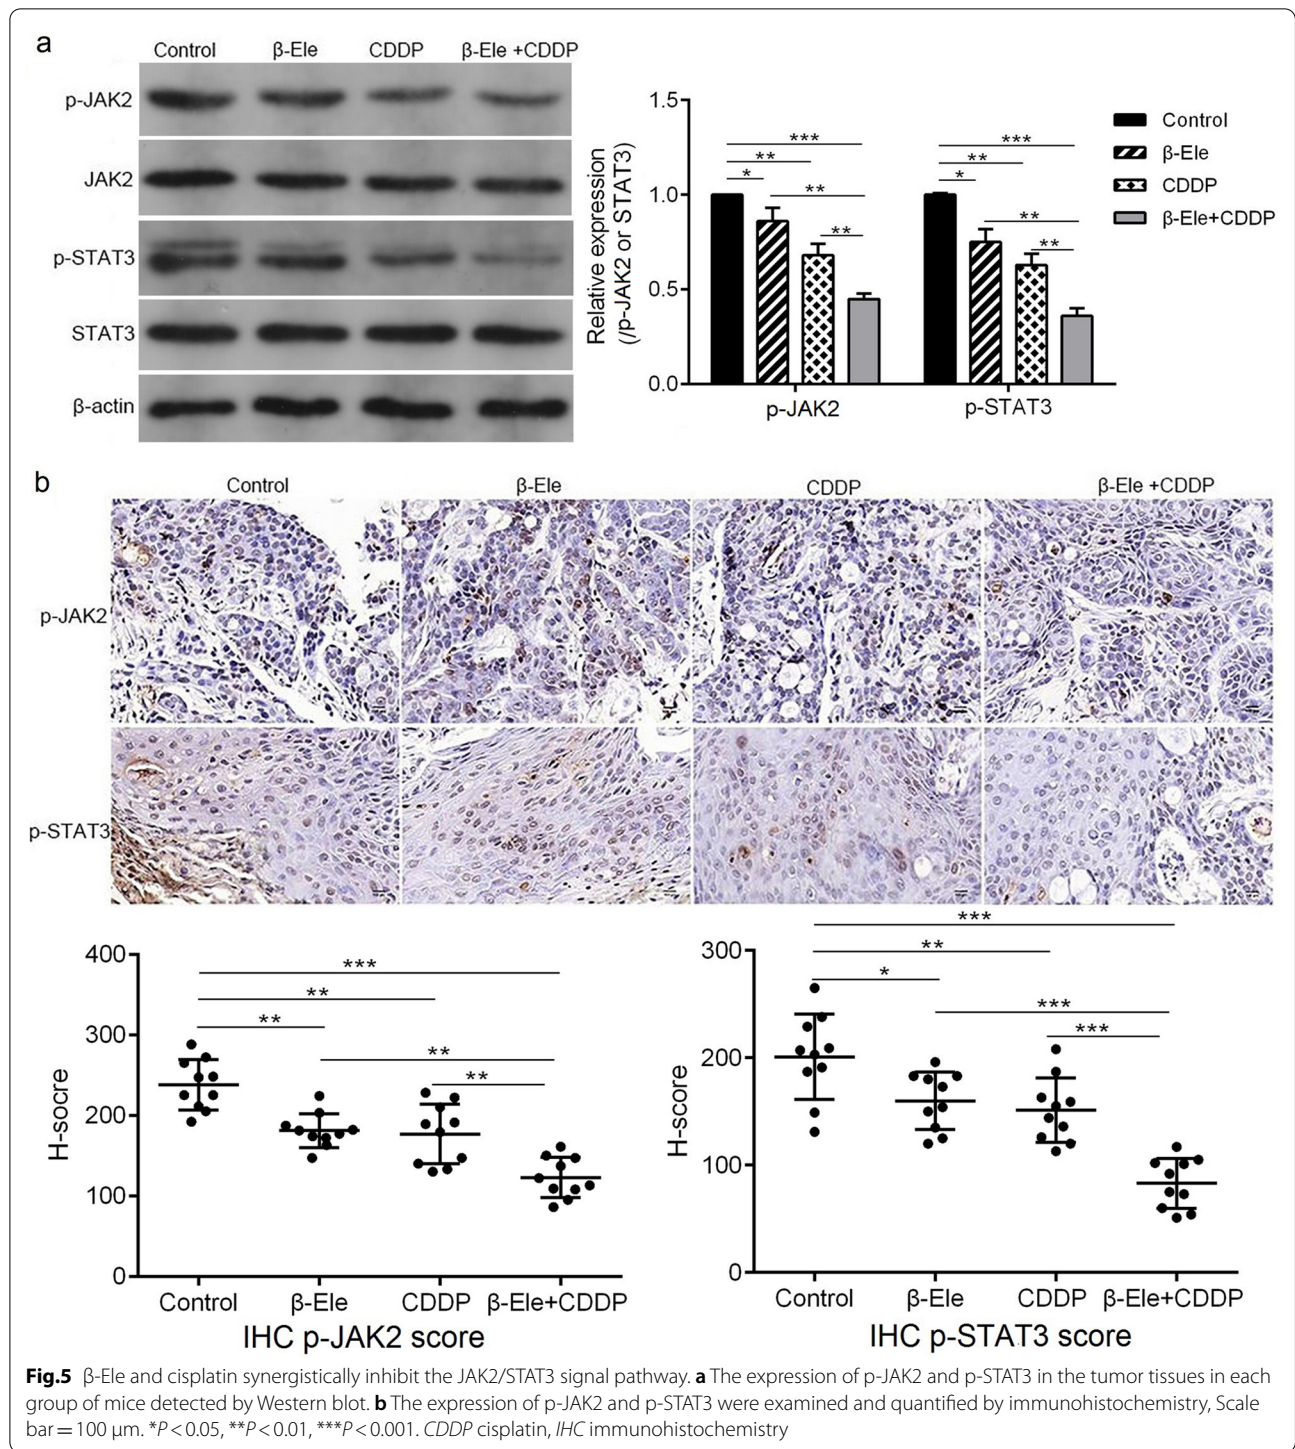 a
Control β-Ele CDDP β-Ele +CDDP
p-JAK2
JAK2
p-STAT3
STAT3
β-actin
Relative expression
(/p-JAK2 or STAT3)
1.5
1.0
0.5
0.0
*** ***
** **
* *
** **
** **
p-JAK2 p-STAT3
Control
β-Ele
CDDP
β-Ele+CDDP
b
Control β-Ele CDDP β-Ele +CDDP
p-JAK2
p-STAT3
H-socre
400
300
200
100
0
***
**
**
**
**
Control β-Ele CDDP β-Ele+CDDP
IHC p-JAK2 score
H-score
300
200
100
0
***
**
*
***
***
Control β-Ele CDDP β-Ele+CDDP
IHC p-STAT3 score
Fig.5 β-Ele and cisplatin synergistically inhibit the JAK2/STAT3 signal pathway. a The expression of p-JAK2 and p-STAT3 in the tumor tissues in each
group of mice detected by Western blot. b The expression of p-JAK2 and p-STAT3 were examined and quantified by immunohistochemistry, Scale
bar = 100 μm. *P < 0.05, **P < 0.01, ***P < 0.001. CDDP cisplatin, IHC immunohistochemistry